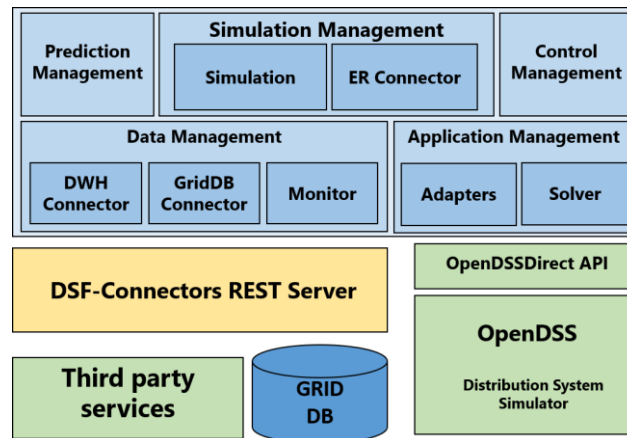 Prediction
Management
Simulation Management
Simulation
ER Connector
Control
Management
Data Management
DWH
Connector
GridDB
Connector
Monitor
Application Management
Adapters
Solver
DSF-Connectors REST Server
OpenDSSDirect API
OpenDSS
Distribution System
Simulator
Third party
services
GRID
DB